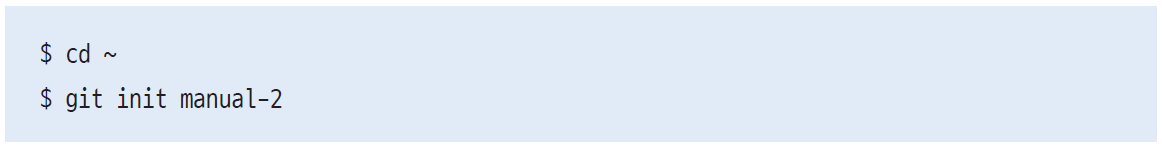 $ cd ~
$ git init manual-2